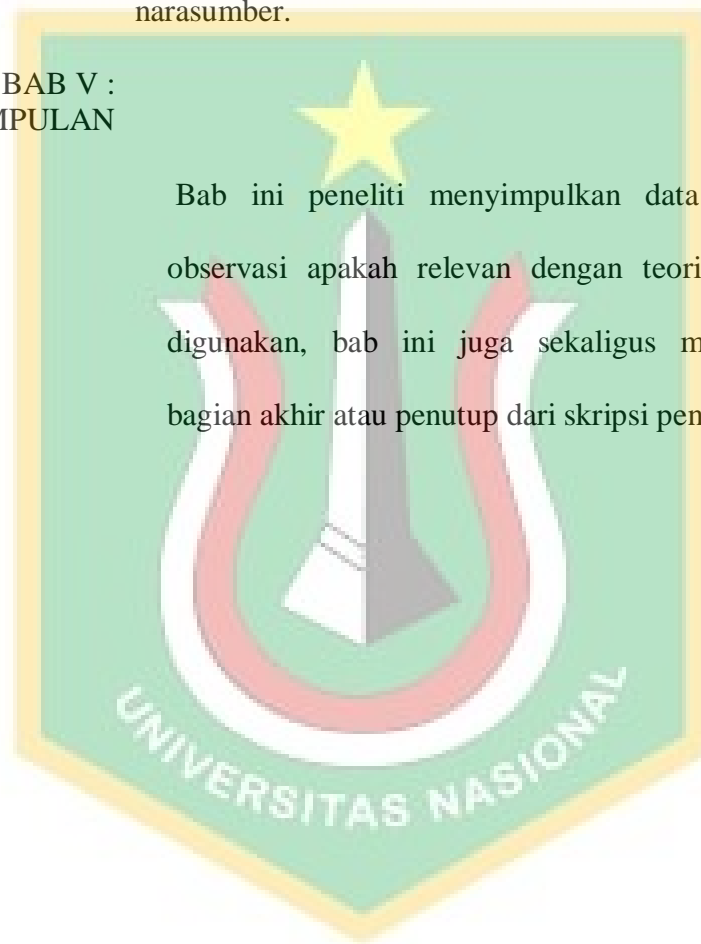 narasumber.
BAB V :
MPULAN
Bab ini peneliti menyimpulkan data
observasi apakah relevan dengan teori
digunakan, bab ini juga sekaligus m
bagian akhir atau penutup dari skripsi pen
UNIVERSITAS NASIONAL